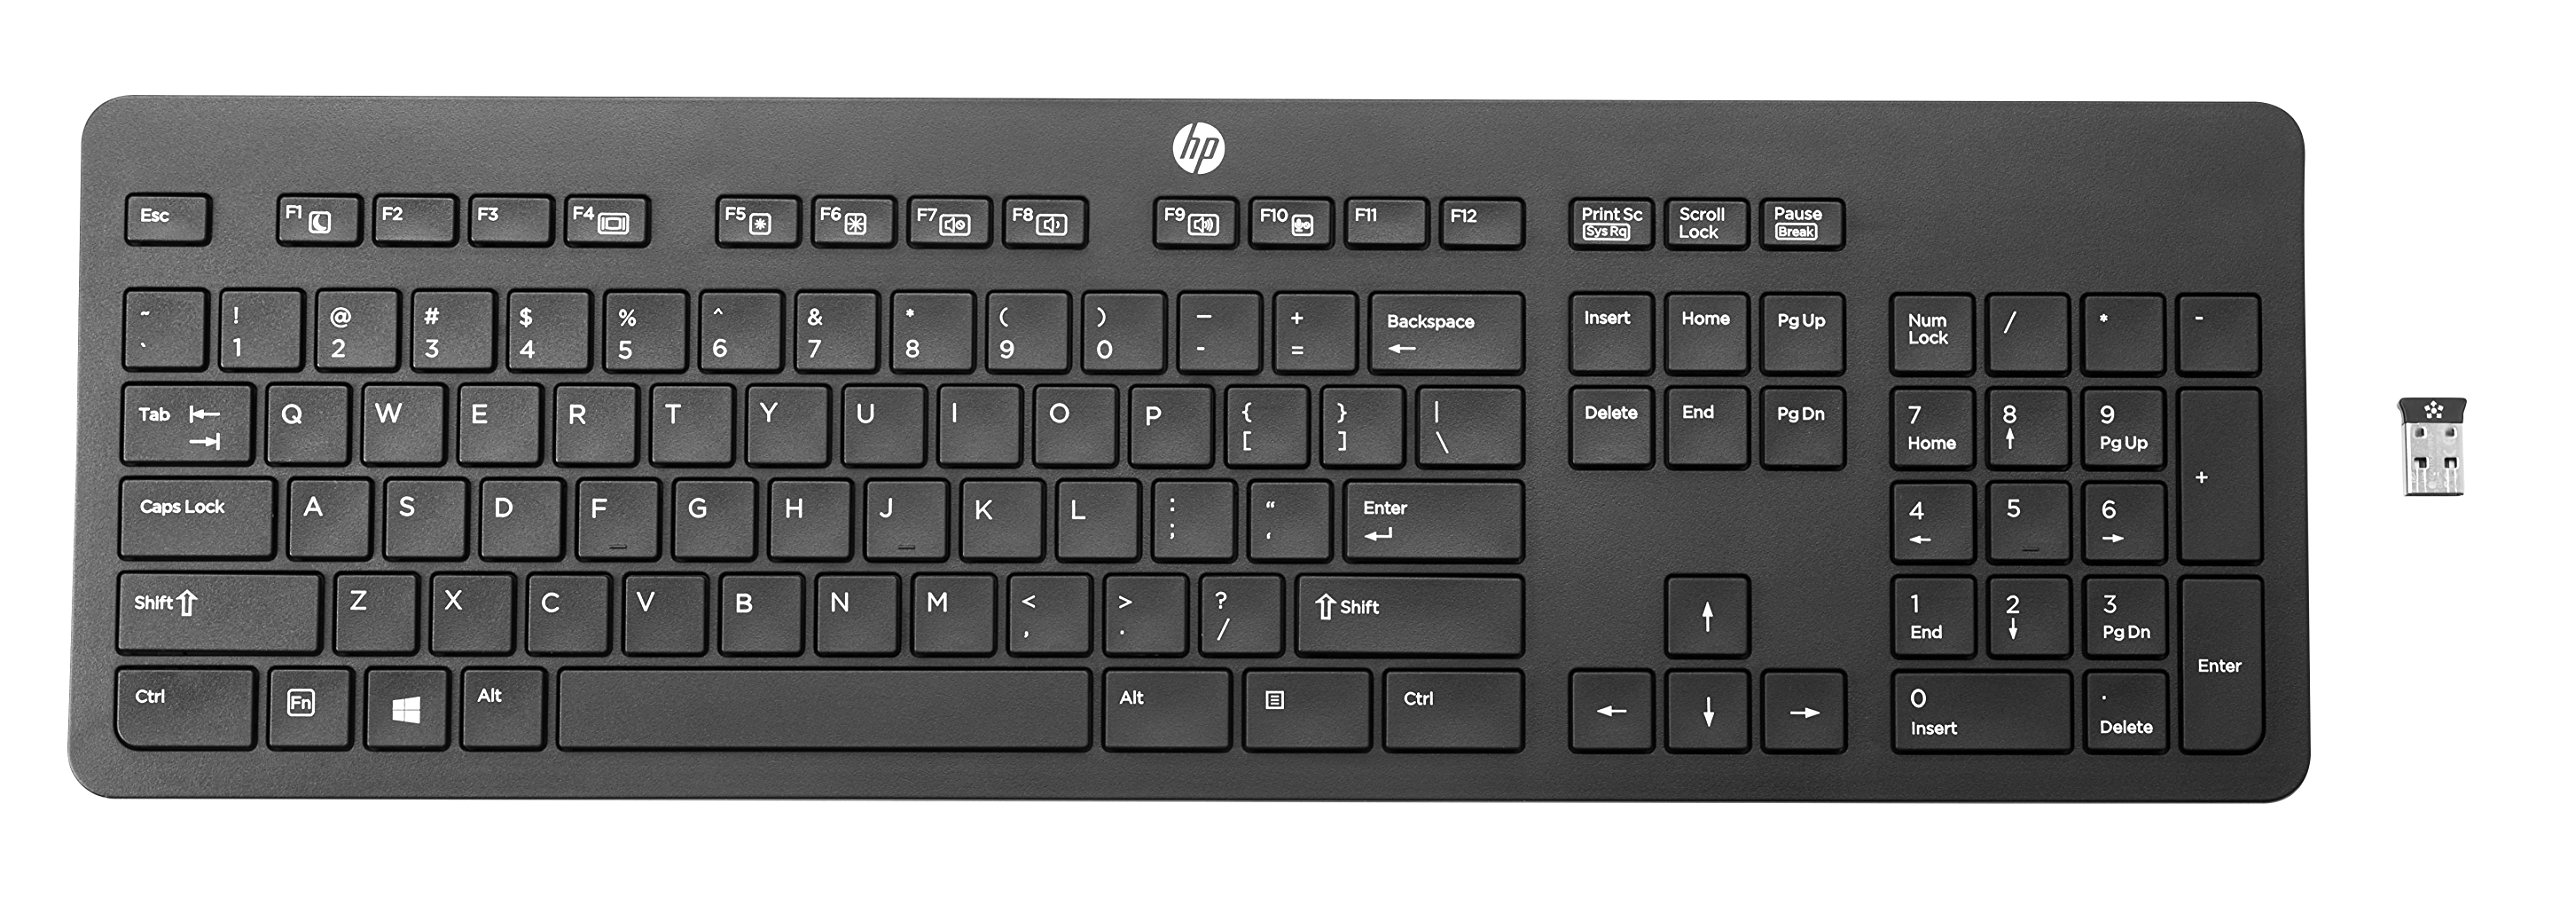 hp
Esc F1 F2 F3 F4 F5 F6 F7 F8 F9 F10 F11 F12 Print Sc Scroll Pause
Sys Rq Lock Break
~ ! @ # $ % ^ & * ( ) _ + Backspace Insert Home Pg Up Num / * -
` 1 2 3 4 5 6 7 8 9 0 - = ← Lock
Tab Q W E R T Y U I O P { } | Delete End Pg Dn 7 8 9
[ ] \ Home ↑ Pg Up
Caps Lock A S D F G H J K L : “ Enter 4 5 6 +
; ‘ ↵ ← →
Shift ⇧ Z X C V B N M < > ? ⇧ Shift ↑ 1 2 3
, . / End ↓ Pg Dn
Enter
Ctrl Fn Alt Alt Ctrl ← ↓ → 0 .
Insert Delete